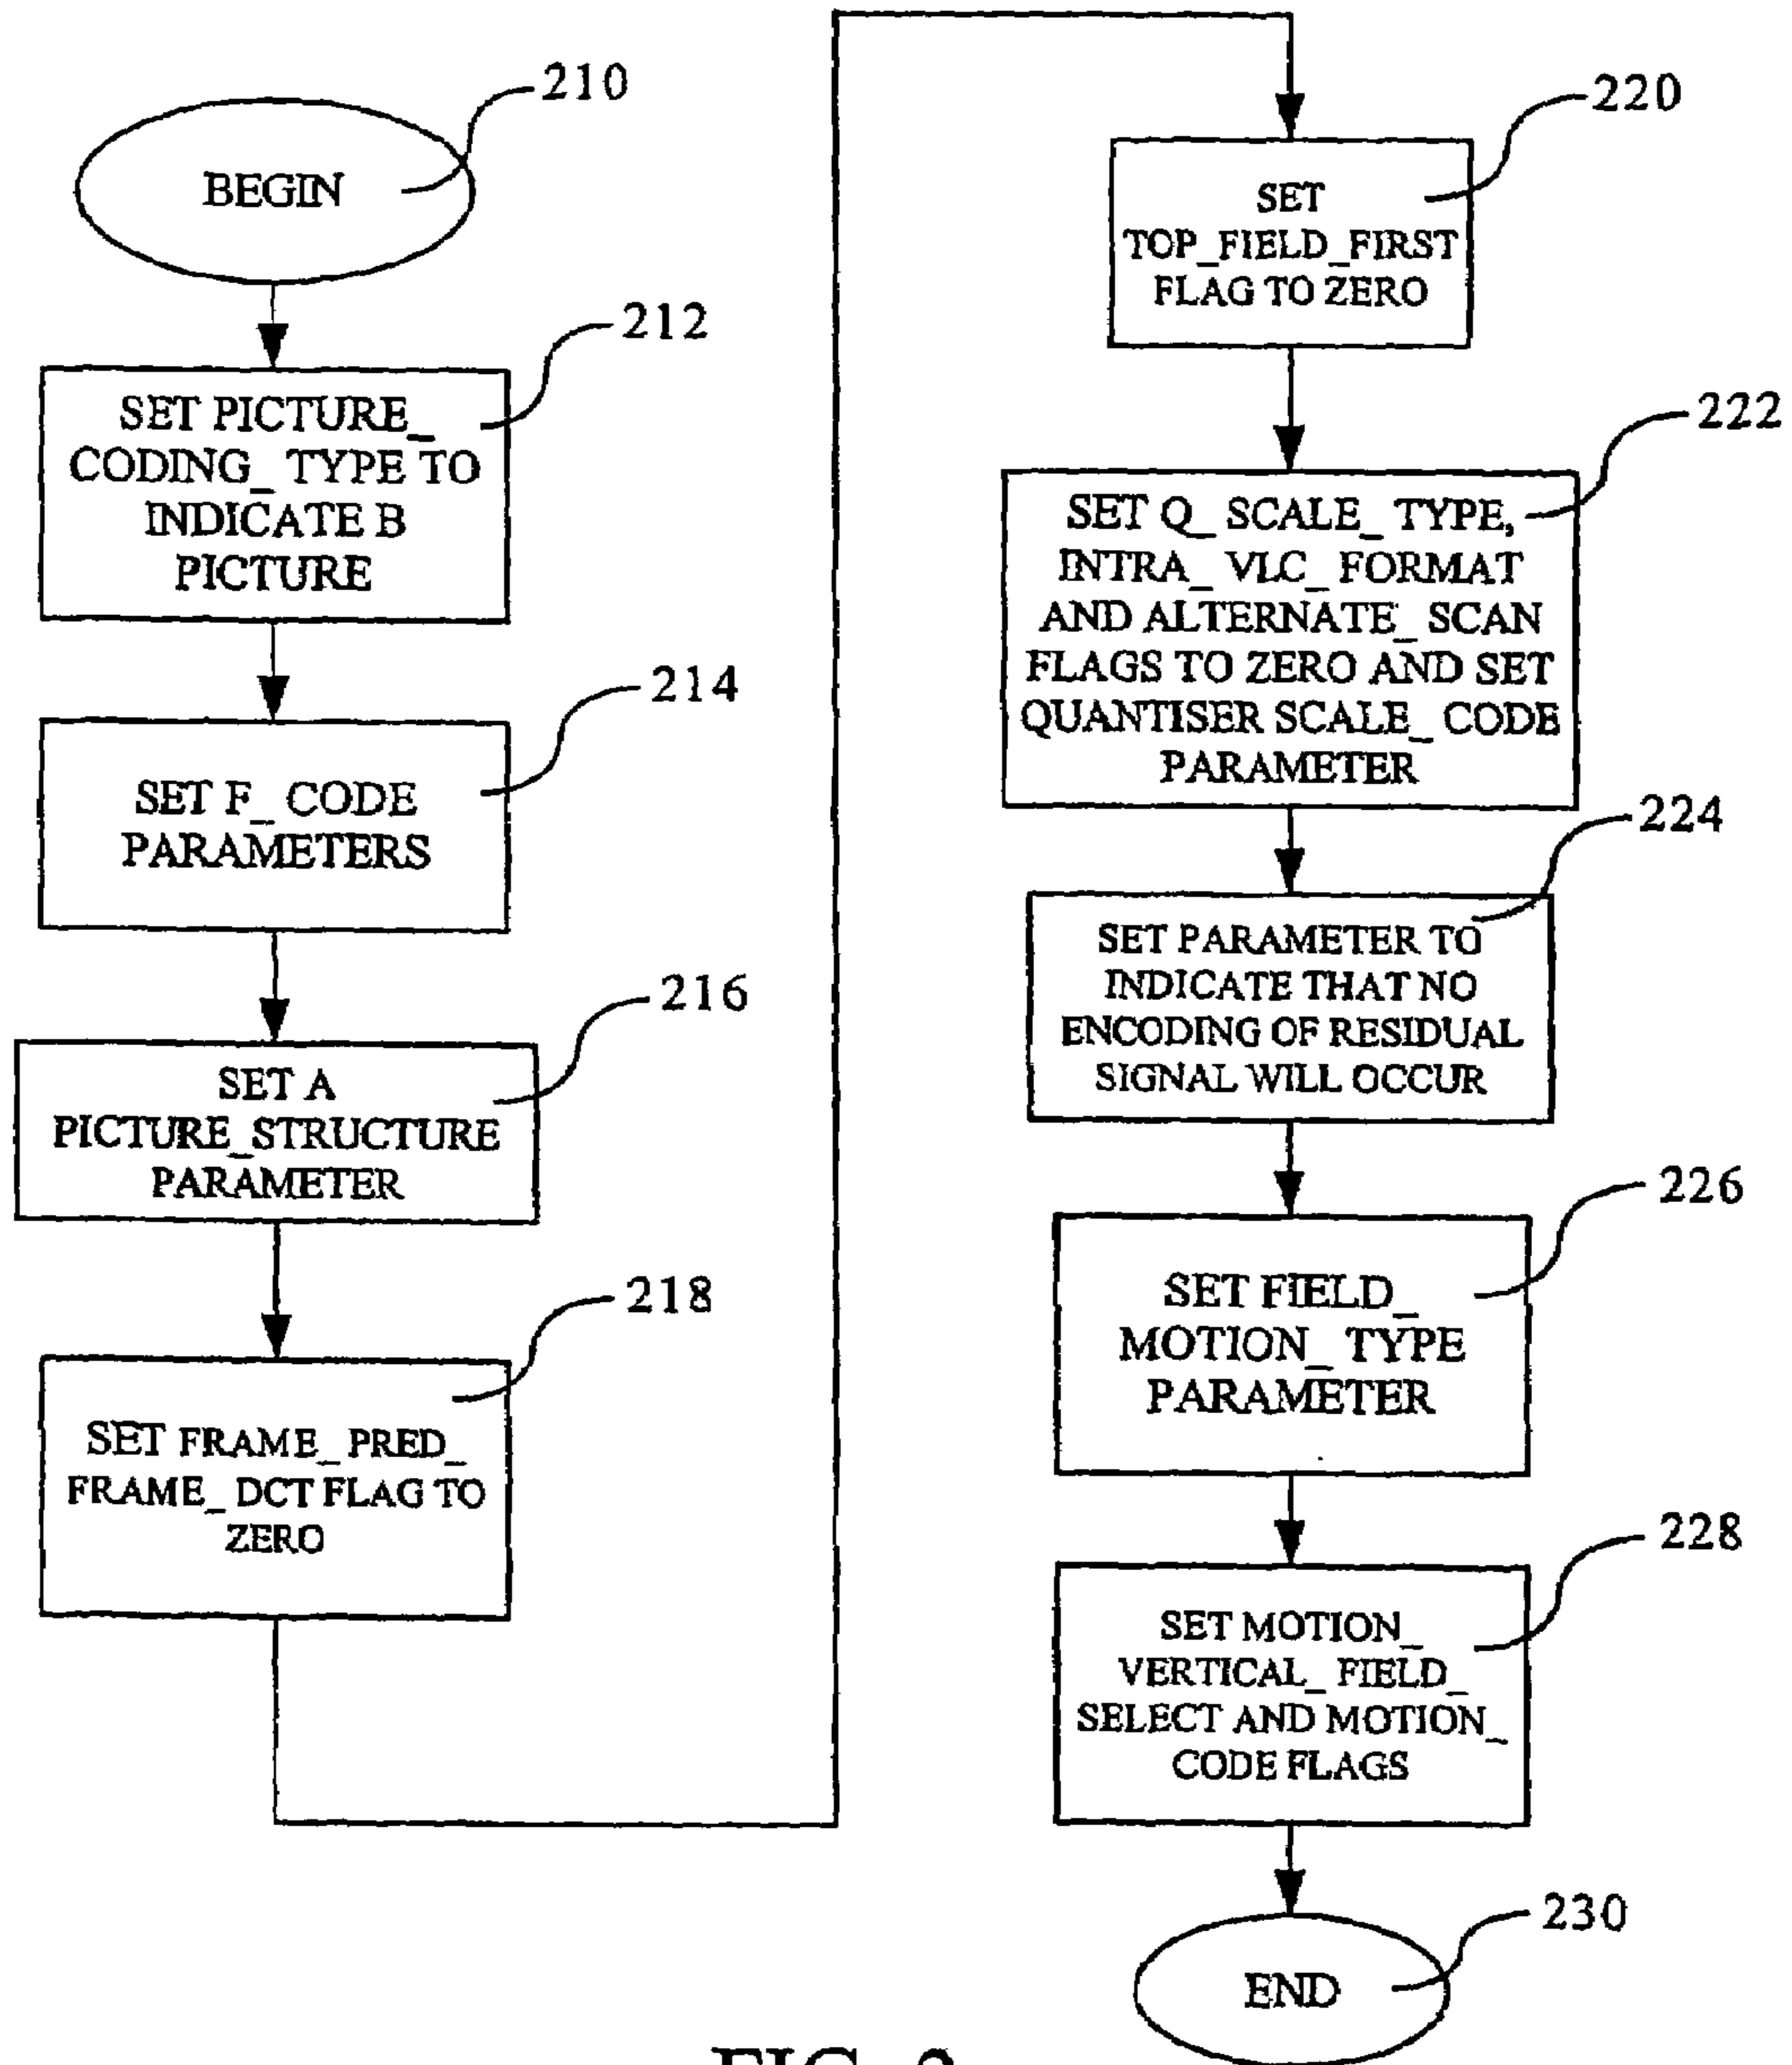 210
BEGIN
212
SET PICTURE_
CODING_ TYPE TO
INDICATE B
PICTURE
214
SET F_ CODE
PARAMETERS
216
SET A
PICTURE_STRUCTURE
PARAMETER
218
SET FRAME_PRED_
FRAME_ DCT FLAG TO
ZERO
220
SET
TOP_FIELD_FIRST
FLAG TO ZERO
222
SET Q_ SCALE_ TYPE,
INTRA_ VLC_ FORMAT
AND ALTERNATE_ SCAN
FLAGS TO ZERO AND SET
QUANTISER SCALE_ CODE
PARAMETER
224
SET PARAMETER TO
INDICATE THAT NO
ENCODING OF RESIDUAL
SIGNAL WILL OCCUR
226
SET FIELD_
MOTION_ TYPE
PARAMETER
228
SET MOTION_
VERTICAL_ FIELD_
SELECT AND MOTION_
CODE FLAGS
230
END